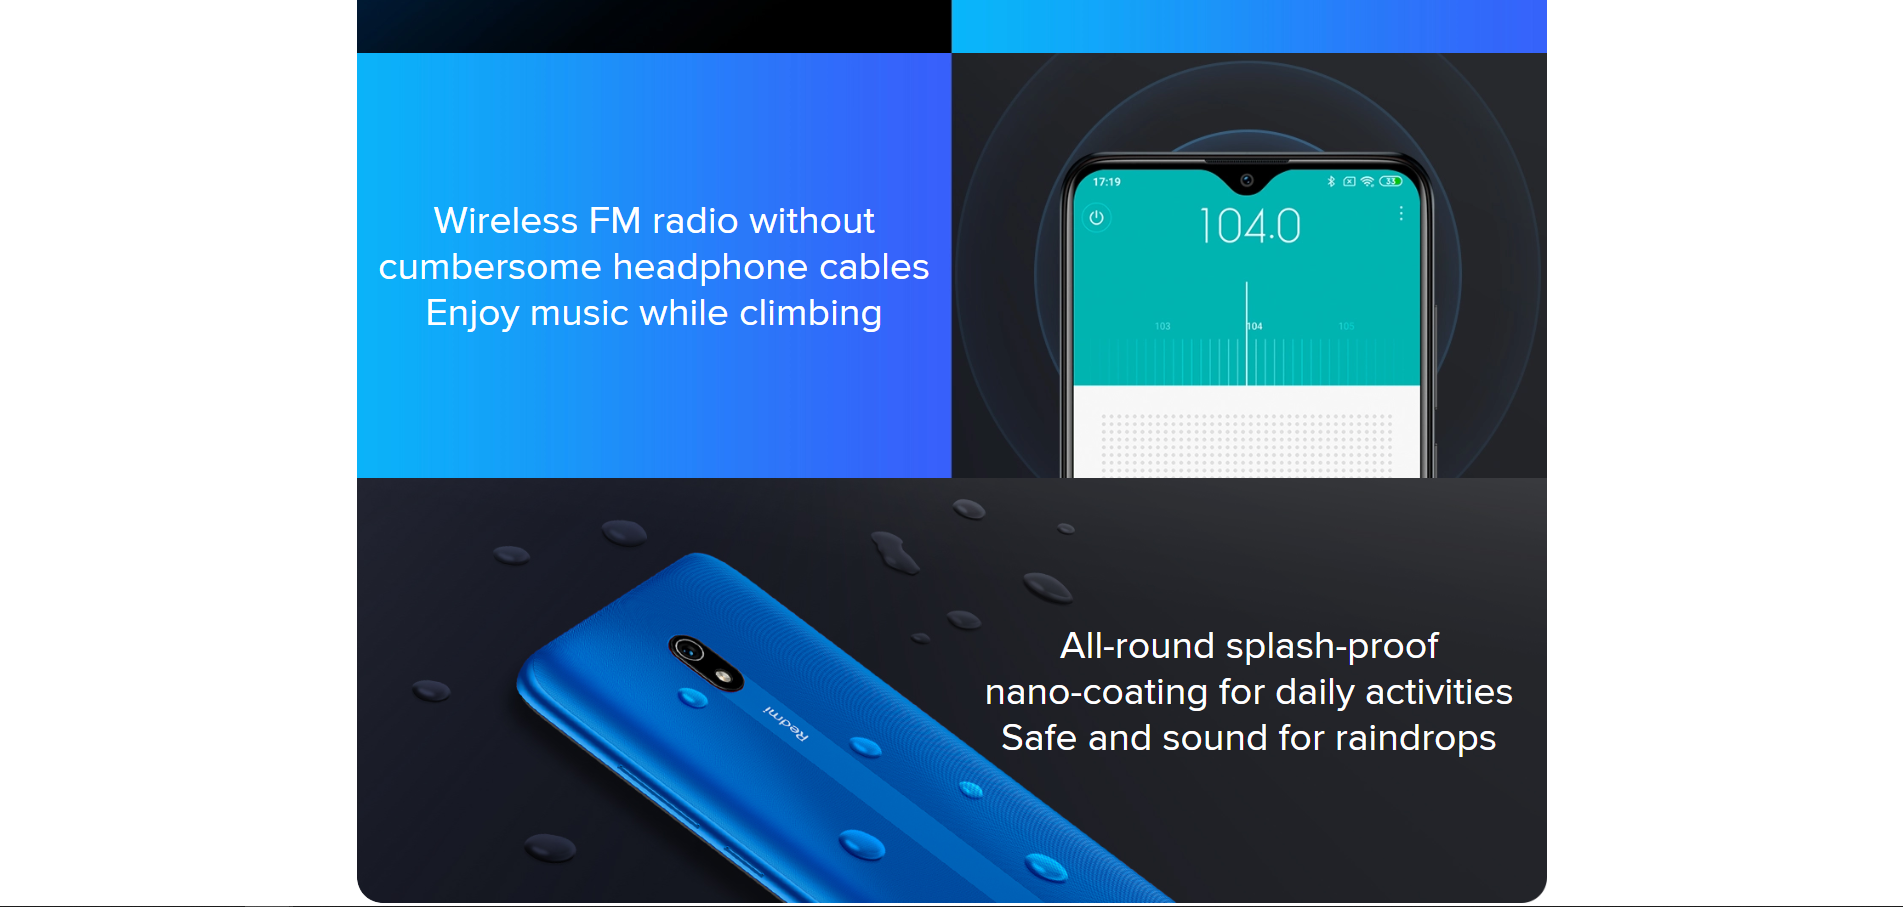 Wireless FM radio without
cumbersome headphone cables
Enjoy music while climbing
17:19
33
104.0
103 104 105
Redmi
All-round splash-proof
nano-coating for daily activities
Safe and sound for raindrops